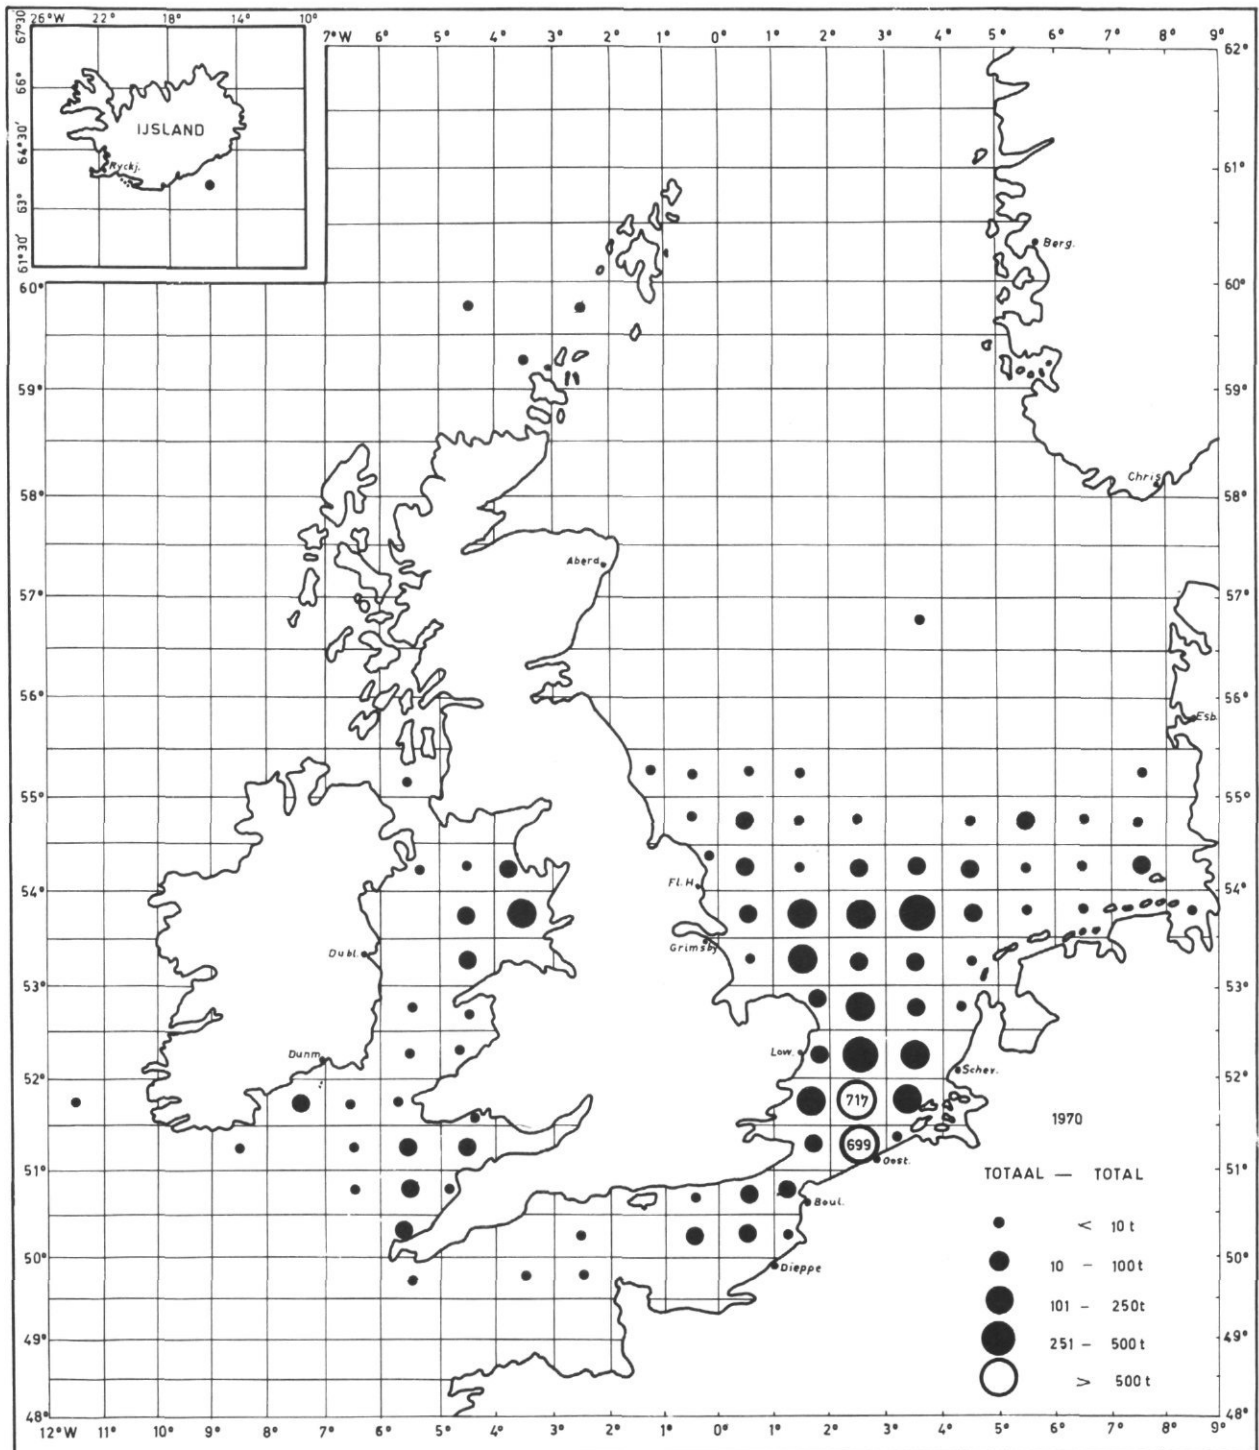 26°W 22° 18° 14° 10°
67°30
66°
64°30'
63°
61°30
IJSLAND
Ryckj.
7°W 6° 5° 4° 3° 2° 1° 0° 1° 2° 3° 4° 5° 6° 7° 8° 9°
62°
61°
60° 60°
59° 59°
58° 58°
57° 57°
56° 56°
55° 55°
54° 54°
53° 53°
52° 52°
51° 51°
50° 50°
49° 49°
48° 48°
Berg.
Chris
Aberd.
Esb.
Fl.H.
Grimsby
Dubl.
Dunm.
Low.
Schev.
717
699
Oost.
Boul.
Dieppe
1970
TOTAAL — TOTAL
< 10 t
10 – 100t
101 – 250t
251 – 500 t
> 500 t
12°W 11° 10° 9° 8° 7° 6° 5° 4° 3° 2° 1° 0° 1° 2° 3° 4° 5° 6° 7° 8° 9°